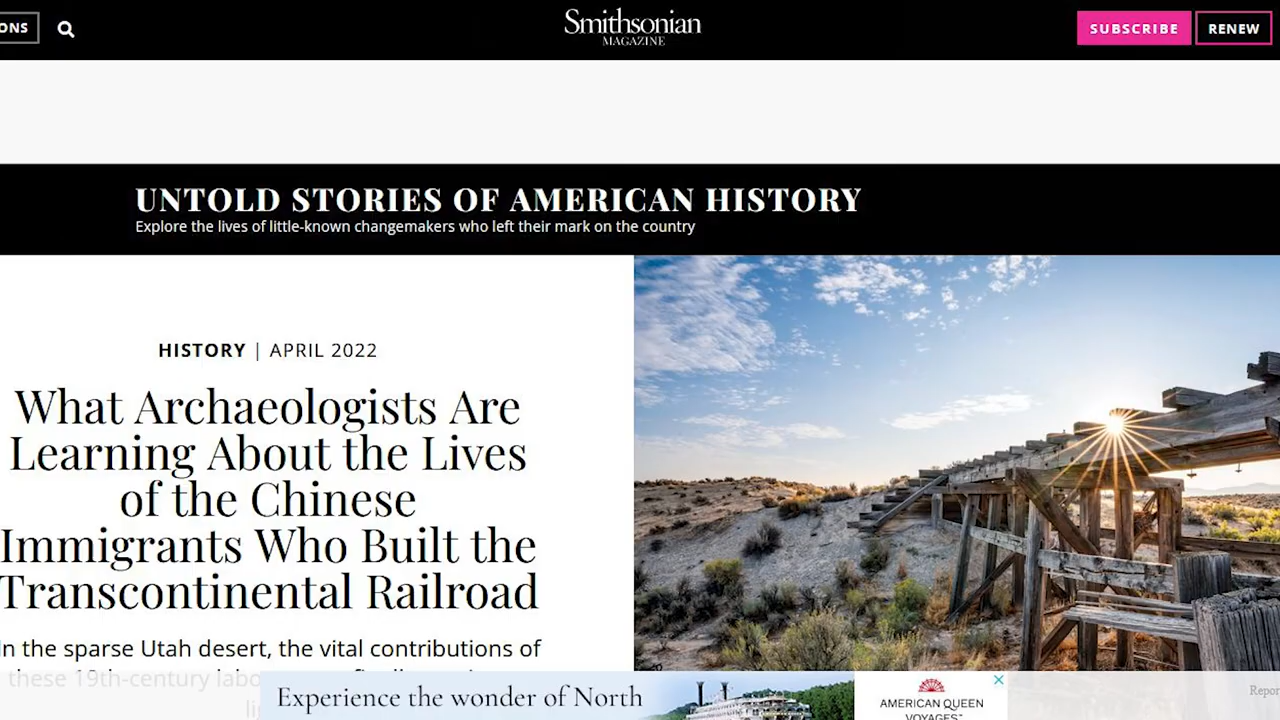 ONS
Smithsonian
MAGAZINE
SUBSCRIBE
RENEW
UNTOLD STORIES OF AMERICAN HISTORY
Explore the lives of little-known changemakers who left their mark on the country
HISTORY | APRIL 2022
What Archaeologists Are
Learning About the Lives
of the Chinese
Immigrants Who Built the
Transcontinental Railroad
In the sparse Utah desert, the vital contributions of
these 19th-century
Experience the wonder of North
AMERICAN QUEEN
VOYAGES
Repor